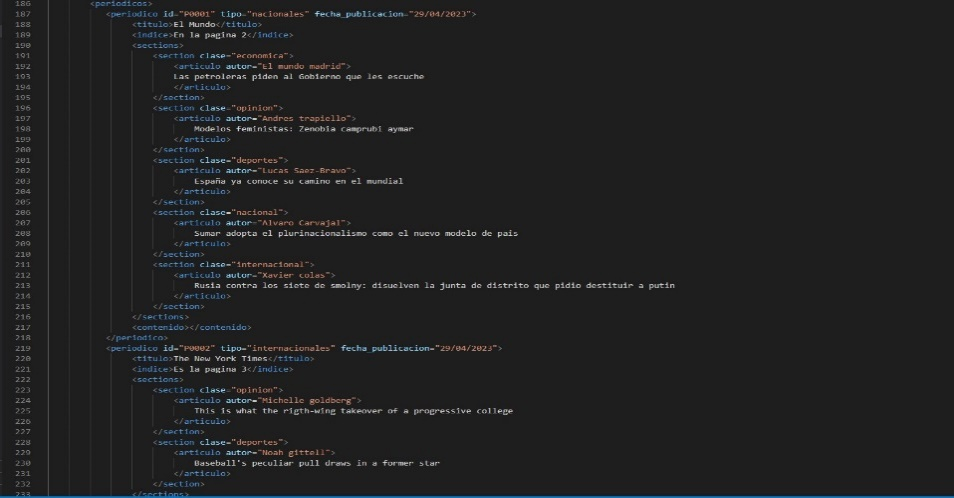 186 <periodicos>
187 <periodico id="P0001" tipo="nacionales" fecha_publicacion="29/04/2023">
188 <titulo>El Mundo</titulo>
189 <indice>En la pagina 2</indice>
190 <sections>
191 <section clase="economica">
192 <articulo autor="El mundo madrid">
193 Las petroleras piden al Gobierno que les escuche
194 </articulo>
195 </section>
196 <section clase="opinion">
197 <articulo autor="Andres trapiello">
198 Modelos feministas: Zenobia camprubi aymar
199 </articulo>
200 </section>
201 <section clase="deportes">
202 <articulo autor="Lucas Saez-Bravo">
203 España ya conoce su camino en el mundial
204 </articulo>
205 </section>
206 <section clase="nacional">
207 <articulo autor="Alvaro Carvajal">
208 Sumar adopta el plurinacionalismo como el nuevo modelo de pais
209 </articulo>
210 </section>
211 <section clase="internacional">
212 <articulo autor="Xavier colas">
213 Rusia contra los siete de smolny: disuelven la junta de distrito que pidio destituir a putin
214 </articulo>
215 </section>
216 </sections>
217 <contenido></contenido>
218 </periodico>
219 <periodico id="P0002" tipo="internacionales" fecha_publicacion="29/04/2023">
220 <titulo>The New York Times</titulo>
221 <indice>Es la pagina 3</indice>
222 <sections>
223 <section clase="opinion">
224 <articulo autor="Michelle goldberg">
225 This is what the rigth-wing takeover of a progressive college
226 </articulo>
227 </section>
228 <section clase="deportes">
229 <articulo autor="Noah gittell">
230 Baseball's peculiar pull draws in a former star
231 </articulo>
232 </section>
233 </sections>